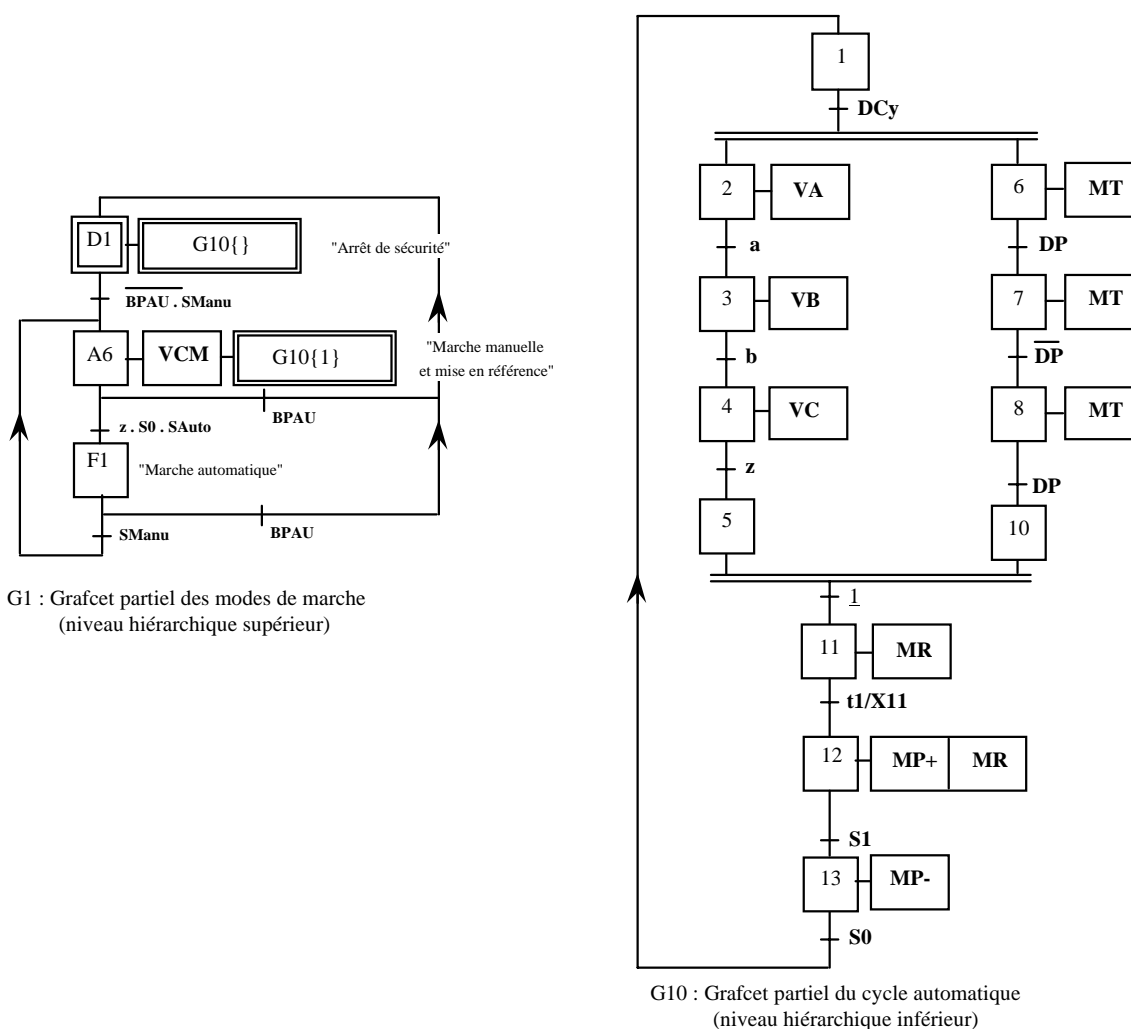 D1 G10{} "Arrêt de sécurité"
BPAU . SManu
A6 VCM G10{1}
"Marche manuelle
et mise en référence"
BPAU
z . S0 . SAuto
F1 "Marche automatique"
SManu BPAU
G1 : Grafcet partiel des modes de marche
(niveau hiérarchique supérieur)
1
DCy
2 VA 6 MT
a DP
3 VB 7 MT
b DP
4 VC 8 MT
z DP
5 10
1
11 MR
t1/X11
12 MP+ MR
S1
13 MP-
S0
G10 : Grafcet partiel du cycle automatique
(niveau hiérarchique inférieur)